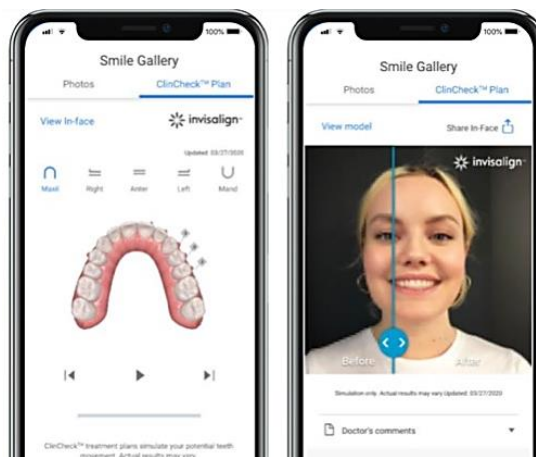 100%
Smile Gallery
Photos
ClinCheck™ Plan
View In-face
invisalign™
Updated: 03/27/2020
Maxil
Right
Anter
Left
Mand
ClinCheck™ treatment plans simulate your potential teeth
movement. Actual results may vary
100%
Smile Gallery
Photos
ClinCheck™ Plan
View model
Share In-Face
invisalign™
Before
After
Simulation only. Actual results may vary Updated: 03/27/2020
Doctor's comments